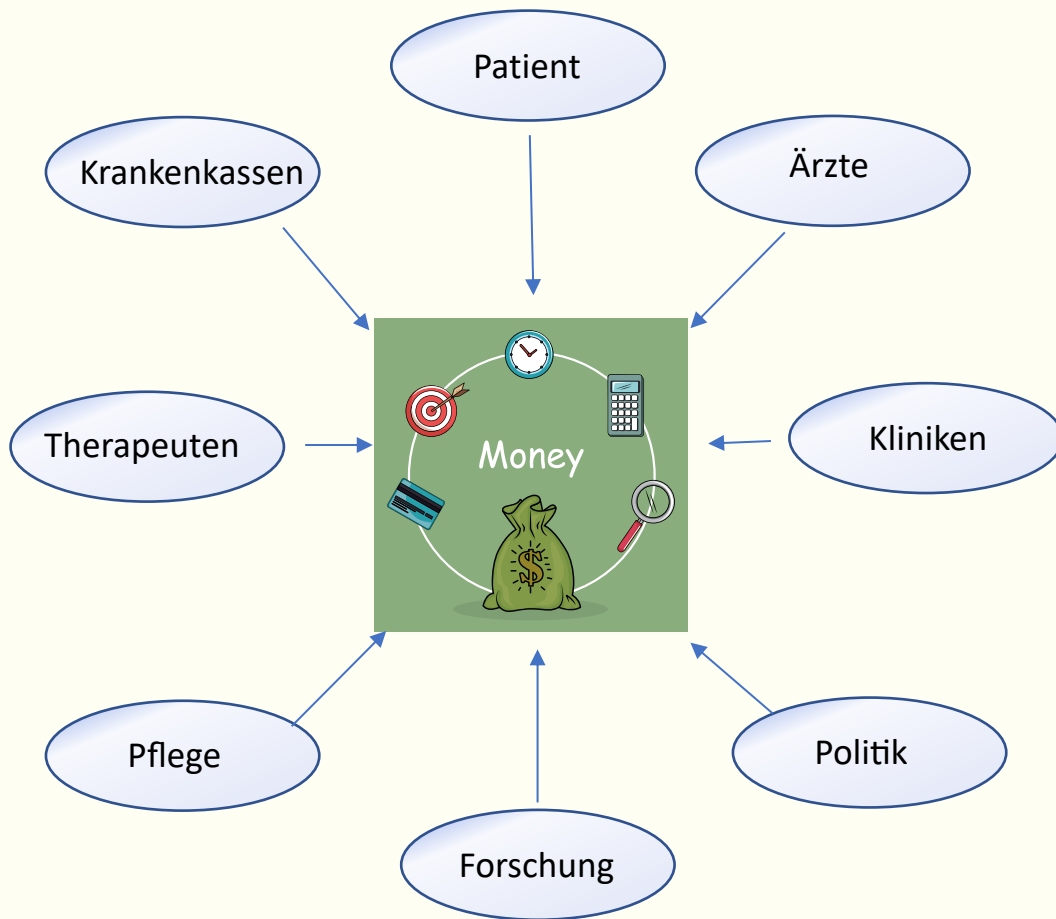 Patient
Krankenkassen
Ärzte
Therapeuten
Money
Kliniken
$
Pflege
Politik
Forschung